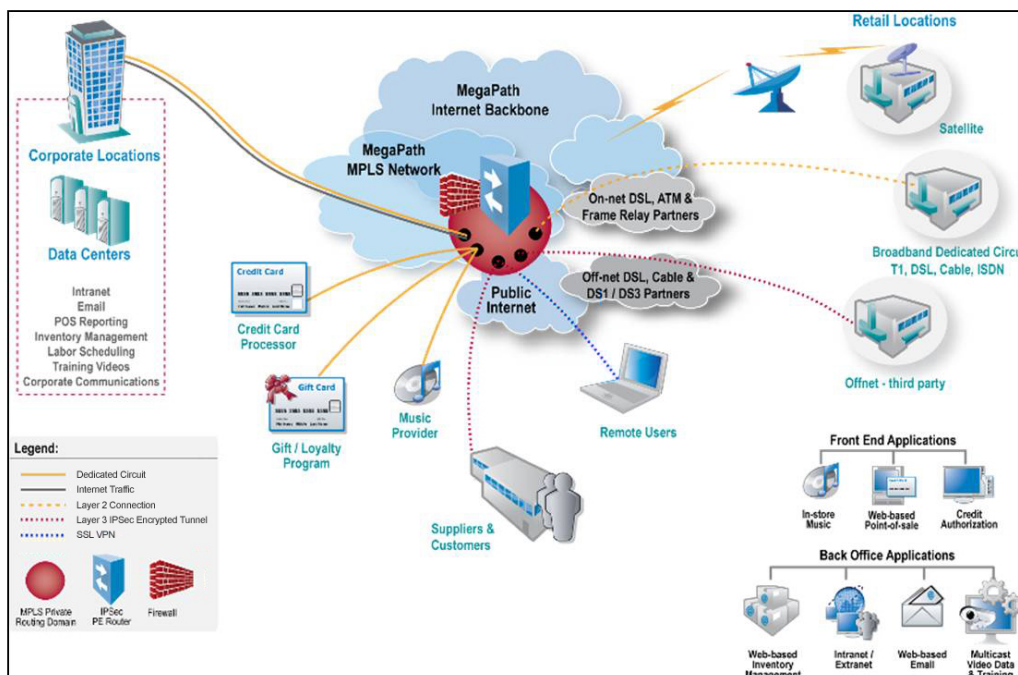 Retail Locations
MegaPath
Internet Backbone
MegaPath
MPLS Network
Satellite
Corporate Locations
On-net DSL, ATM &
Frame Relay Partners
Data Centers
Broadband Dedicated Circu
T1, DSL, Cable, ISDN
Credit Card
Off-net DSL, Cable &
DS1 / DS3 Partners
Public
Internet
Intranet
Email
POS Reporting
Inventory Management
Labor Scheduling
Training Videos
Corporate Communications
Credit Card
Processor
Gift Card
Music
Provider
Offnet - third party
Remote Users
Gift / Loyalty
Program
Suppliers &
Customers
Legend:
Dedicated Circuit
Internet Traffic
Layer 2 Connection
Layer 3 IPSec Encrypted Tunnel
SSL VPN
MPLS Private
Routing Domain
IPSec
PE Router
Firewall
Front End Applications
In-store
Music
Web-based
Point-of-sale
Credit
Authorization
Back Office Applications
Web-based
Inventory
Management
Intranet /
Extranet
Web-based
Email
Multicast
Video Data
& Training